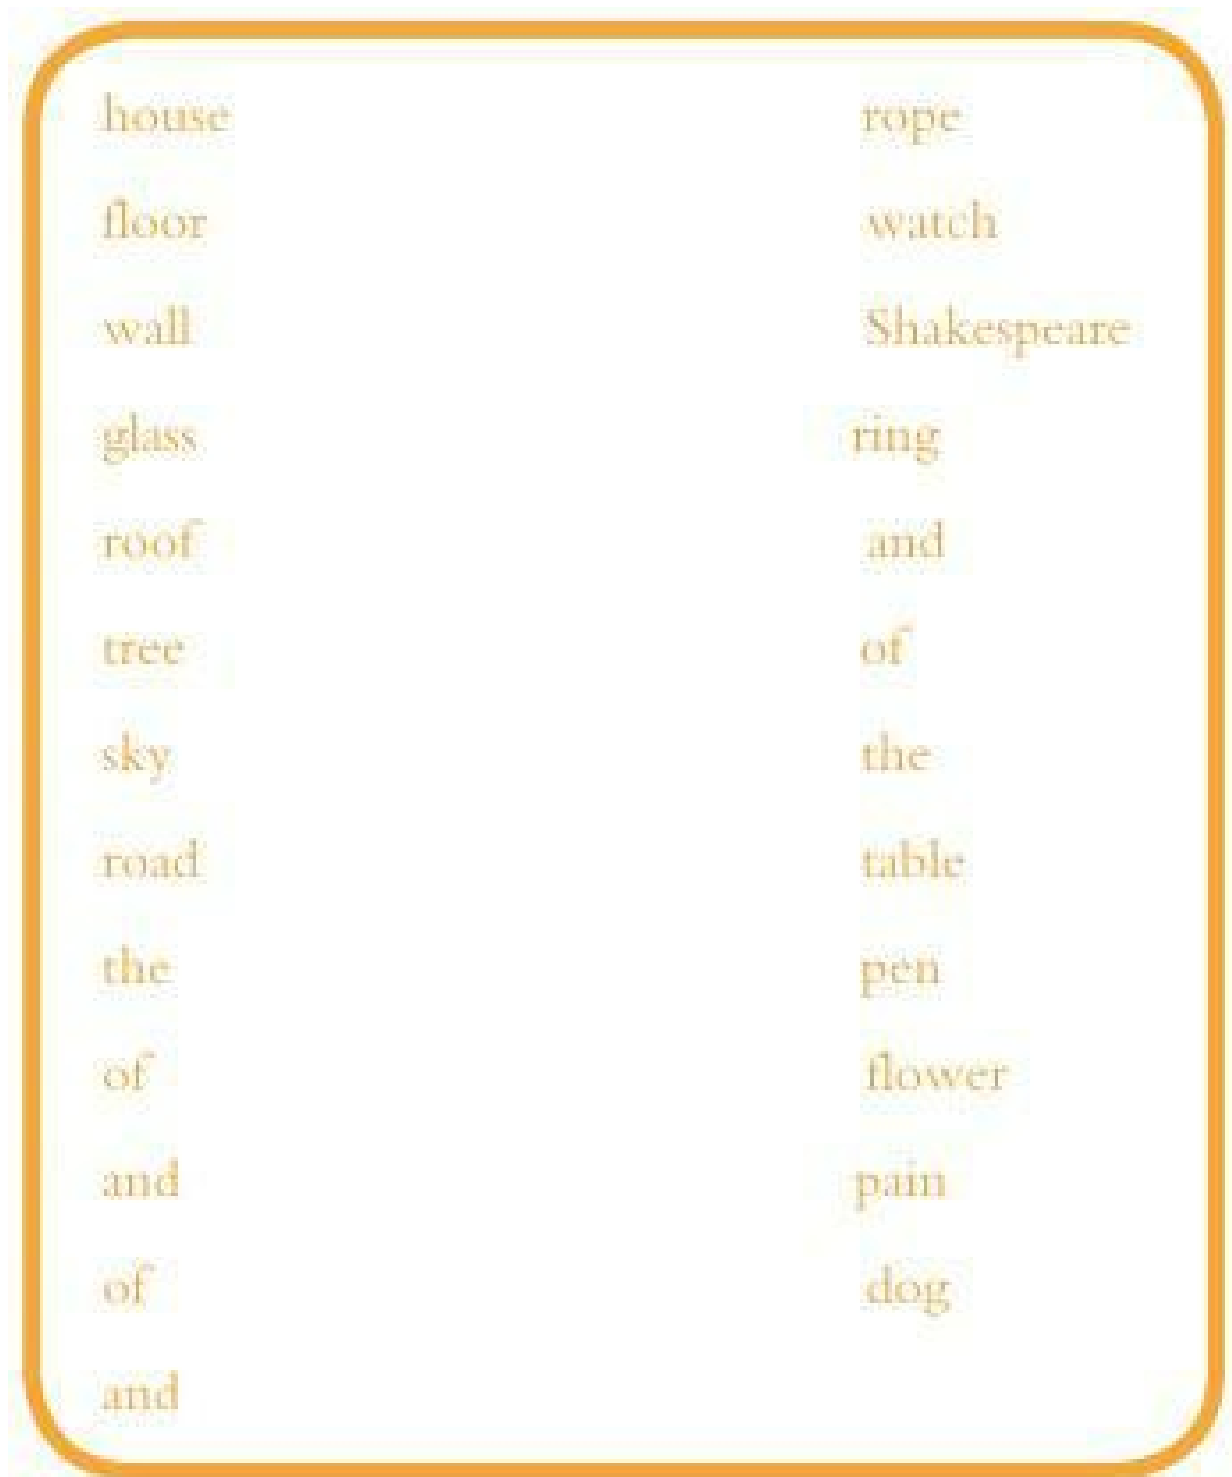 house
floor
wall
glass
roof
tree
sky
road
the
of
and
of
and
rope
watch
Shakespeare
ring
and
of
the
table
pen
flower
pain
dog